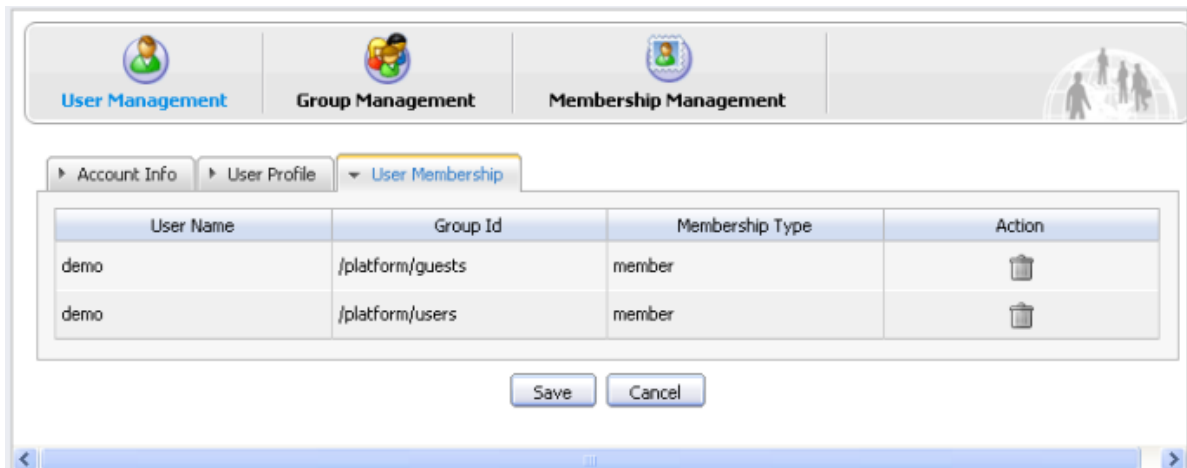 User Management Group Management Membership Management
Account Info User Profile User Membership
User Name Group Id Membership Type Action
demo /platform/guests member
demo /platform/users member
Save Cancel